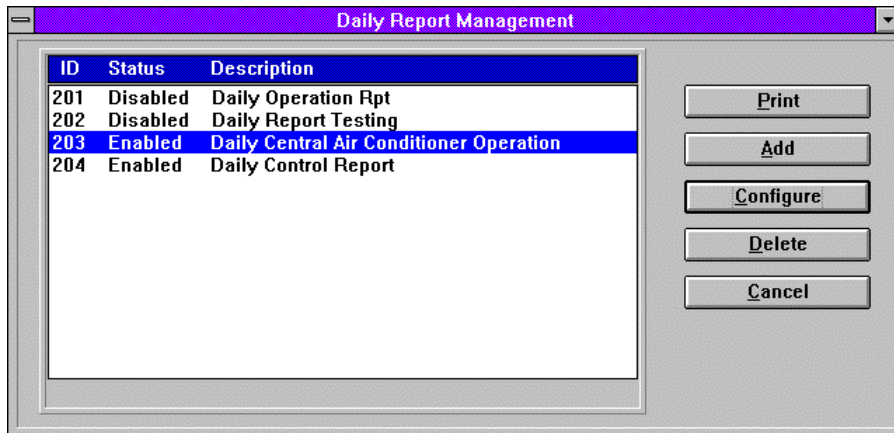 Daily Report Management
ID Status Description
201 Disabled Daily Operation Rpt
202 Disabled Daily Report Testing
203 Enabled Daily Central Air Conditioner Operation
204 Enabled Daily Control Report
Print
Add
Configure
Delete
Cancel